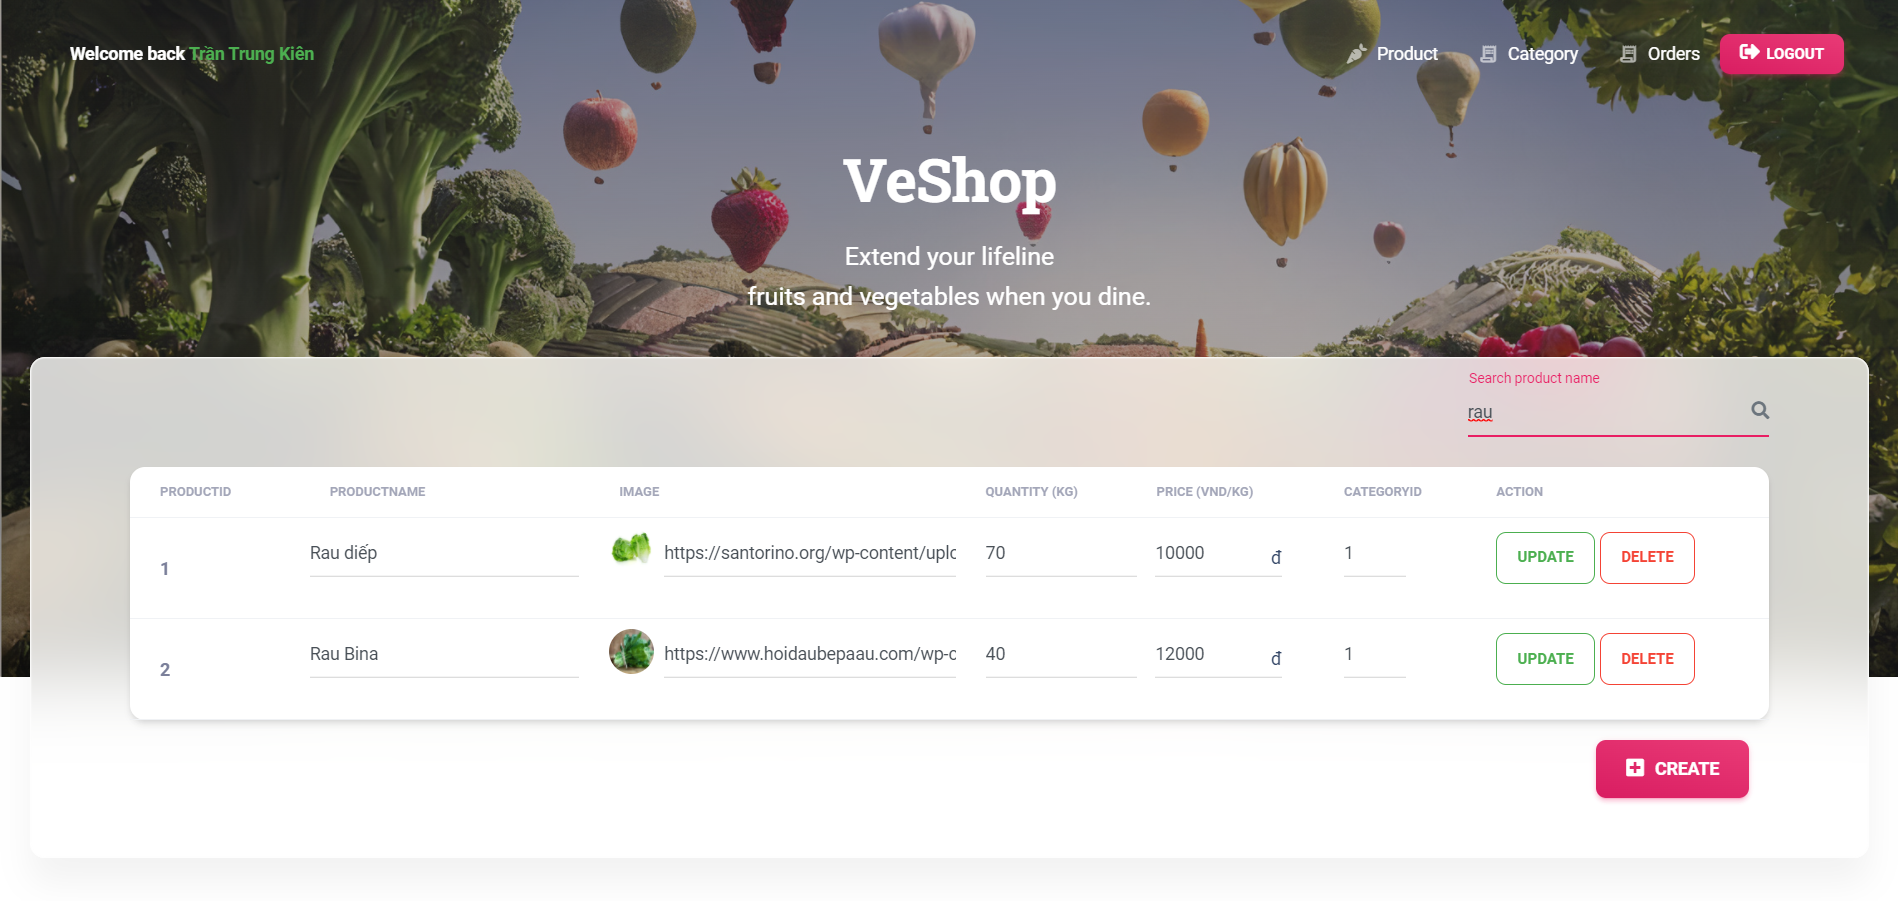 Welcome back Trần Trung Kiên
Product
Category
Orders
LOGOUT
VeShop
Extend your lifeline
fruits and vegetables when you dine.
Search product name
rau
PRODUCTID PRODUCTNAME IMAGE QUANTITY (KG) PRICE (VND/KG) CATEGORYID ACTION
1 Rau diếp https://santorino.org/wp-content/uplo 70 10000 đ 1 UPDATE DELETE
2 Rau Bina https://www.hoidaubepaau.com/wp-c 40 12000 đ 1 UPDATE DELETE
CREATE